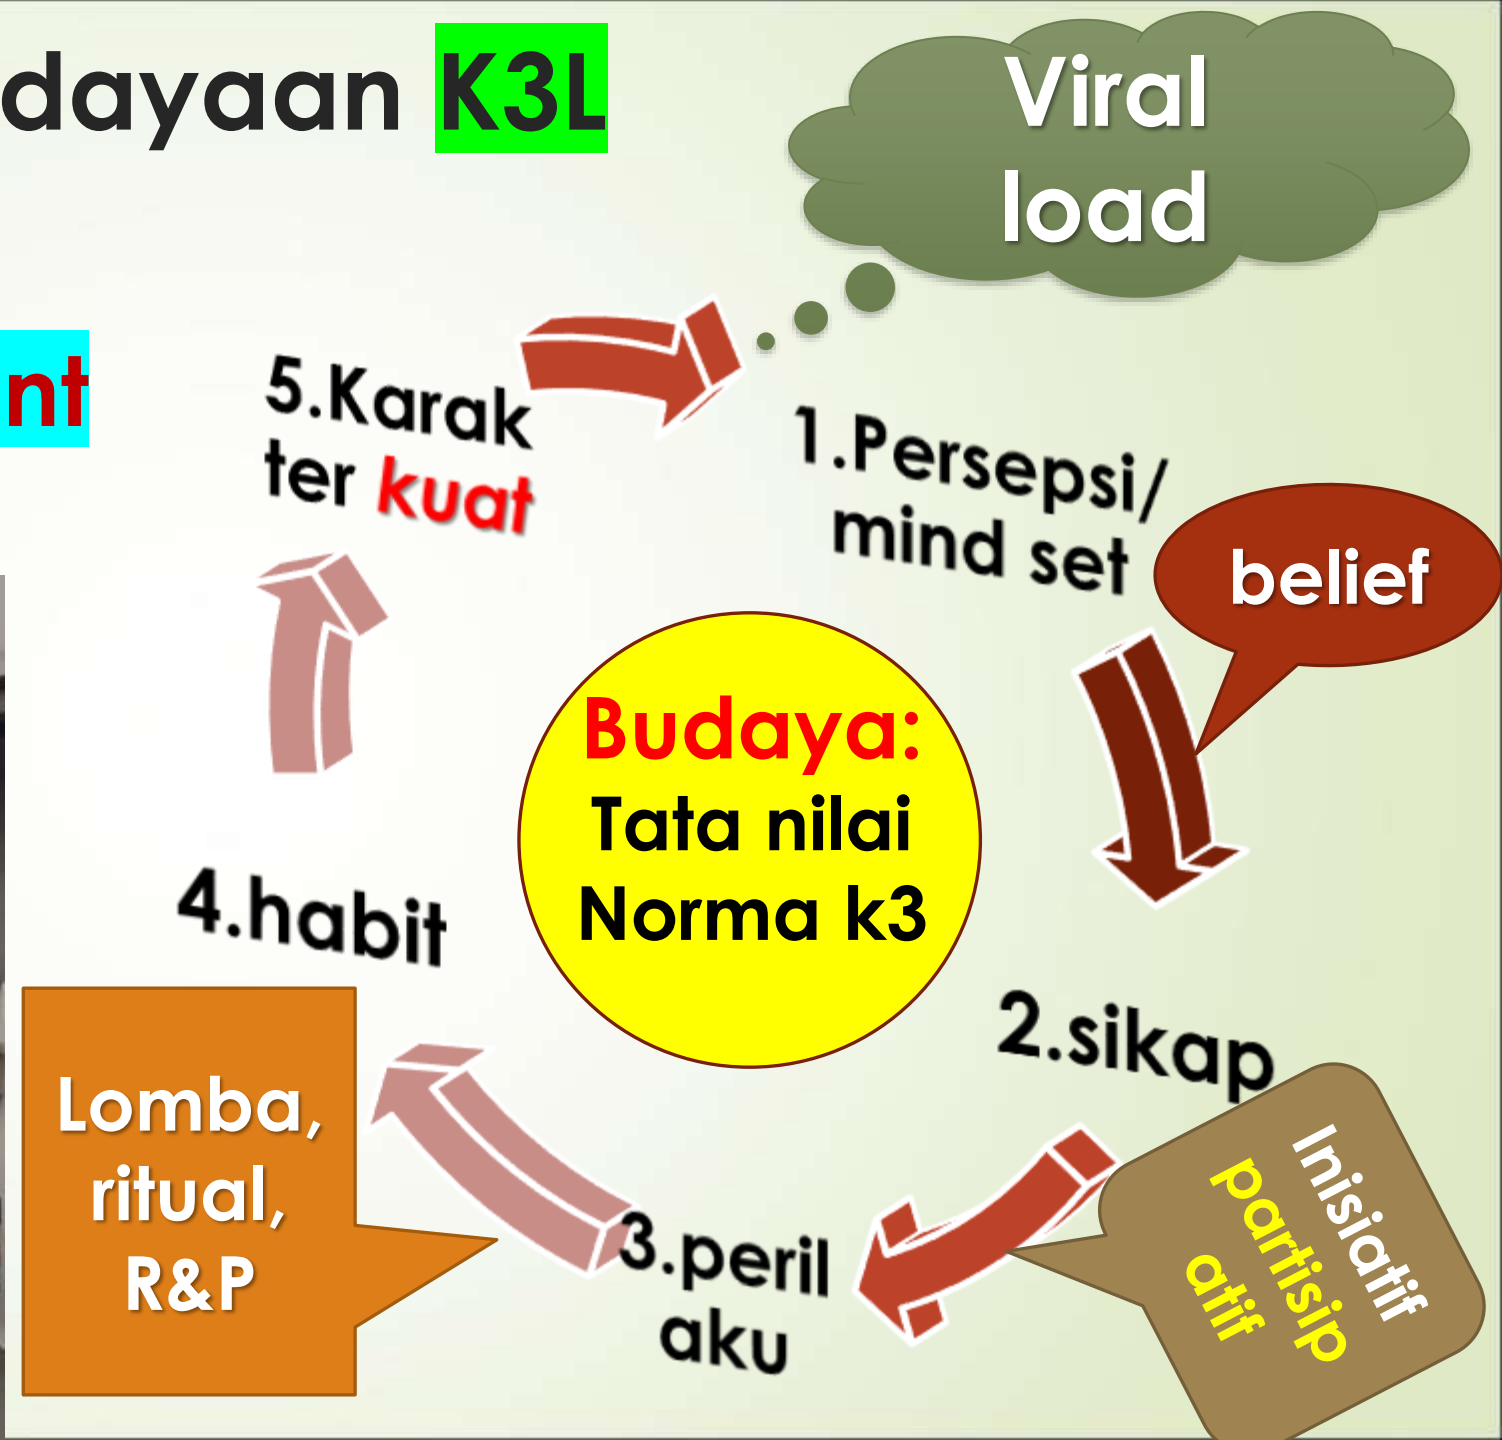 dayaan K3L
Viral
load
nt
5.Karak
ter kuat
1.Persepsi/
mind set
belief
Budaya:
Tata nilai
Norma k3
4.habit
2.sikap
Lomba,
ritual,
R&P
3.peril
aku
Inisiatif
partisip
atif